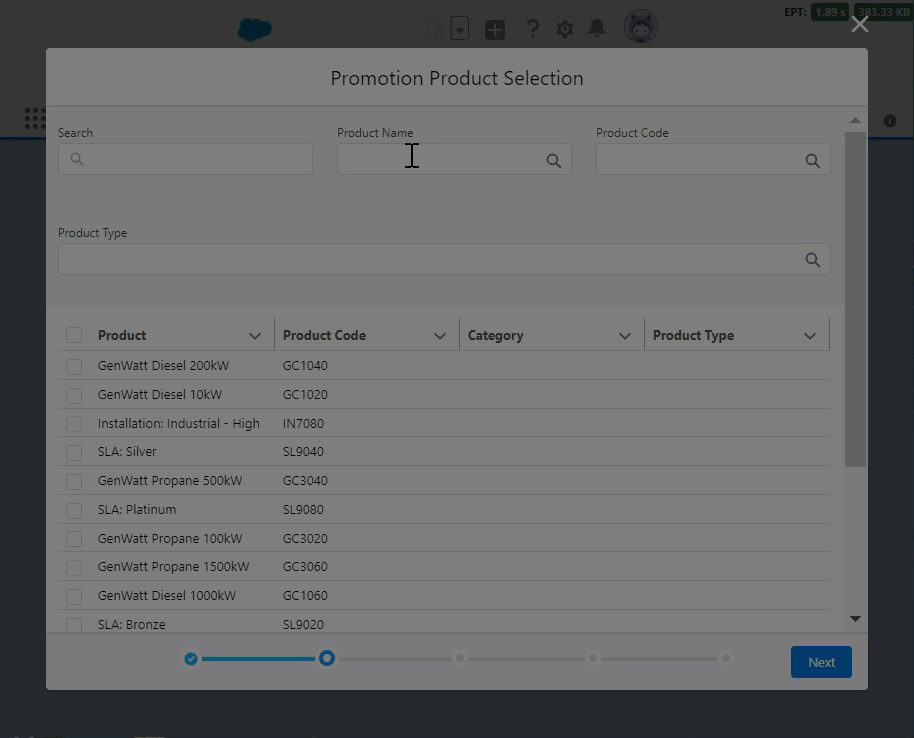 EPT: 1.89 s 383.33 KB
Promotion Product Selection
Search Product Name Product Code
Product Type
Product Product Code Category Product Type
GenWatt Diesel 200kW GC1040
GenWatt Diesel 10kW GC1020
Installation: Industrial - High IN7080
SLA: Silver SL9040
GenWatt Propane 500kW GC3040
SLA: Platinum SL9080
GenWatt Propane 100kW GC3020
GenWatt Propane 1500kW GC3060
GenWatt Diesel 1000kW GC1060
SLA: Bronze SL9020
Next